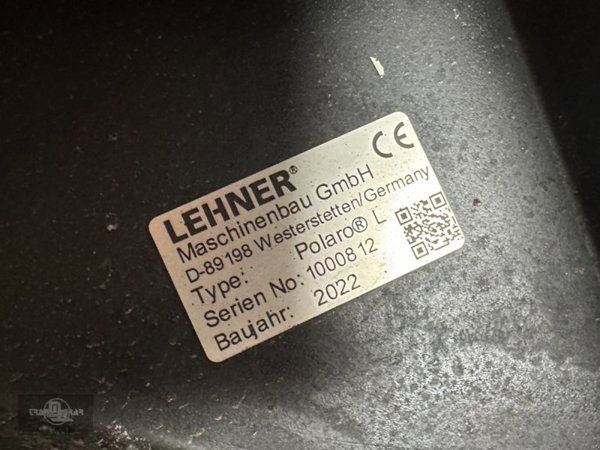 LEHNER®
CE
Maschinenbau GmbH
D-89198 Westerstetten/Germany
Type: Polaro® L
Serien No: 1000812
Baujahr: 2022